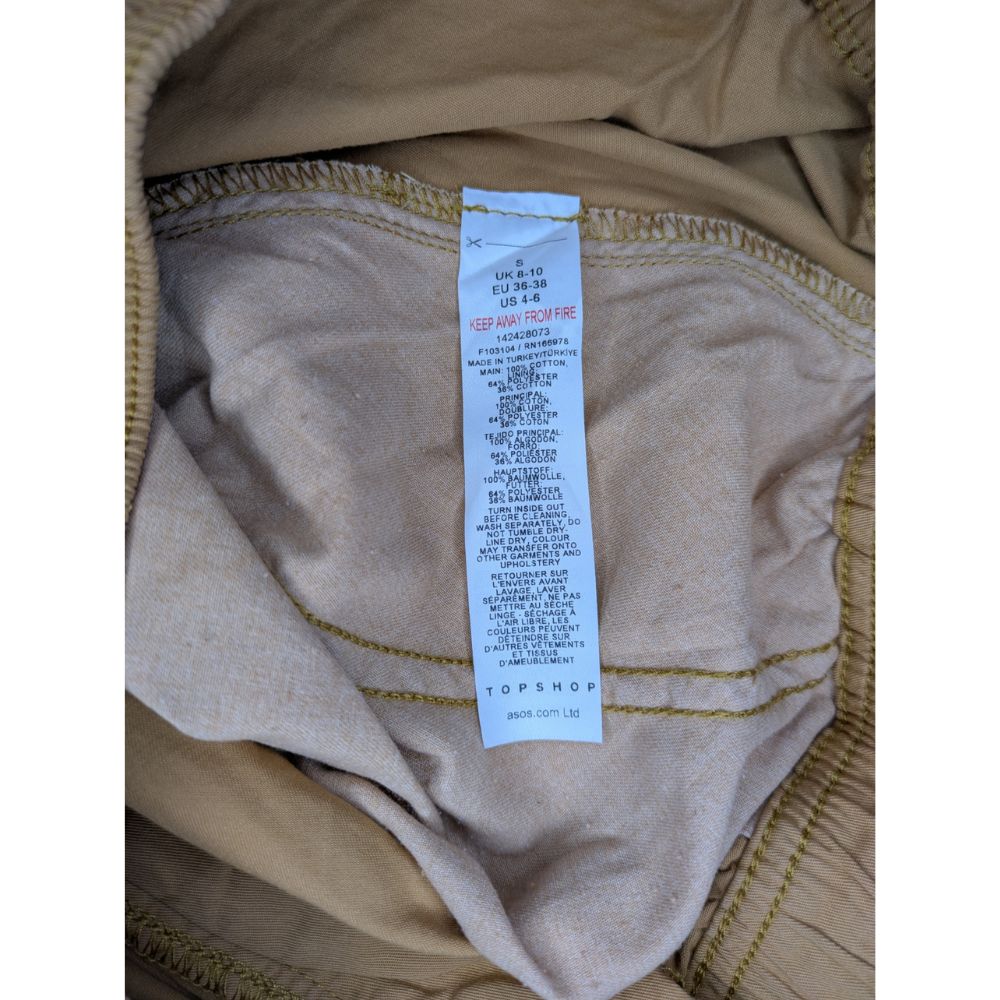 S
UK 8-10
EU 36-38
US 4-6
KEEP AWAY FROM FIRE
142428073
F103104 / RN166978
MADE IN TURKEY/TÜRKİYE
MAIN: 100% COTTON,
LINING:
64% POLYESTER
36% COTTON
PRINCIPAL:
100% COTON,
DOUBLURE:
64% POLYESTER
36% COTON
TEJIDO PRINCIPAL:
100% ALGODON,
FORRO:
64% POLIÉSTER
36% ALGODON
HAUPTSTOFF:
100% BAUMWOLLE,
FUTTER:
64% POLYESTER
36% BAUMWOLLE
TURN INSIDE OUT
BEFORE CLEANING,
WASH SEPARATELY, DO
NOT TUMBLE DRY-
LINE DRY, COLOUR
MAY TRANSFER ONTO
OTHER GARMENTS AND
UPHOLSTERY
RETOURNER SUR
L'ENVERS AVANT
LAVAGE, LAVER
SÉPARÉMENT, NE PAS
METTRE AU SÈCHE
LINGE - SÉCHAGE À
L'AIR LIBRE, LES
COULEURS PEUVENT
DÉTEINDRE SUR
D'AUTRES VÊTEMENTS
ET TISSUS
D'AMEUBLEMENT
TOPSHOP
asos.com Ltd